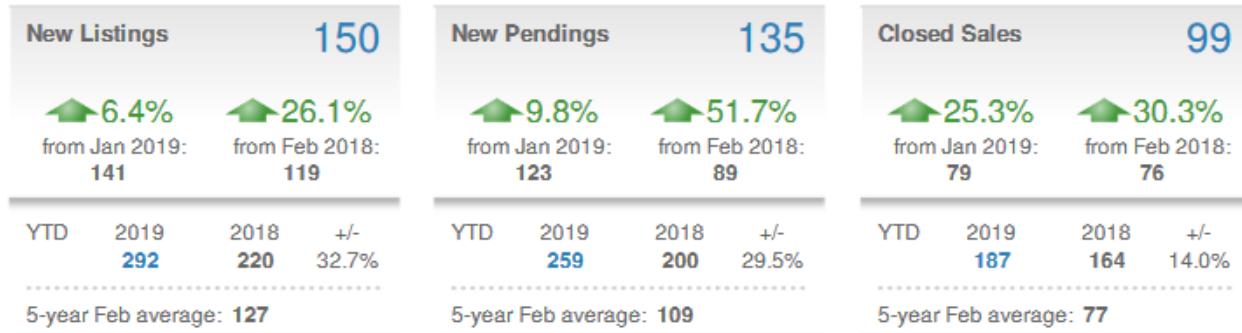 New Listings 150
6.4% 26.1%
from Jan 2019: from Feb 2018:
141 119
YTD 2019 2018 +/-
292 220 32.7%
5-year Feb average: 127
New Pendings 135
9.8% 51.7%
from Jan 2019: from Feb 2018:
123 89
YTD 2019 2018 +/-
259 200 29.5%
5-year Feb average: 109
Closed Sales 99
25.3% 30.3%
from Jan 2019: from Feb 2018:
79 76
YTD 2019 2018 +/-
187 164 14.0%
5-year Feb average: 77